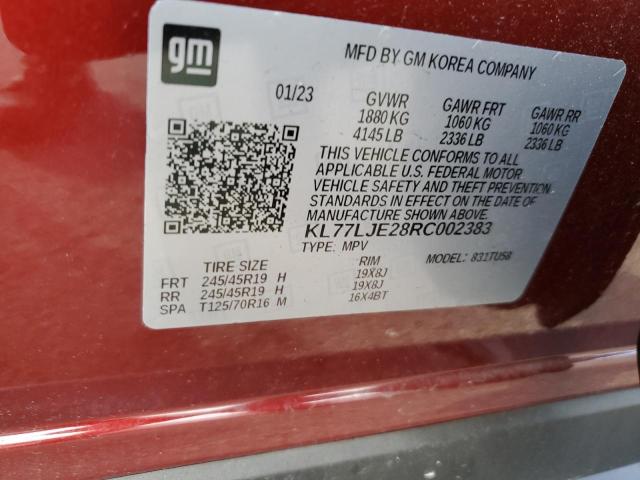 gm
MFD BY GM KOREA COMPANY
01/23 GVWR GAWR FRT GAWR RR
1880 KG 1060 KG 1060 KG
4145 LB 2336 LB 2336 LB
THIS VEHICLE CONFORMS TO ALL
APPLICABLE U.S. FEDERAL MOTOR
VEHICLE SAFETY AND THEFT PREVENTION
STANDARDS IN EFFECT ON THE DATE OF
MANUFACTURE SHOWN ABOVE.
KL77LJE28RC002383
TYPE: MPV MODEL: 831TU58
TIRE SIZE RIM
FRT 245/45R19 H 19X8J
RR 245/45R19 H 19X8J
SPA T125/70R16 M 16X4BT